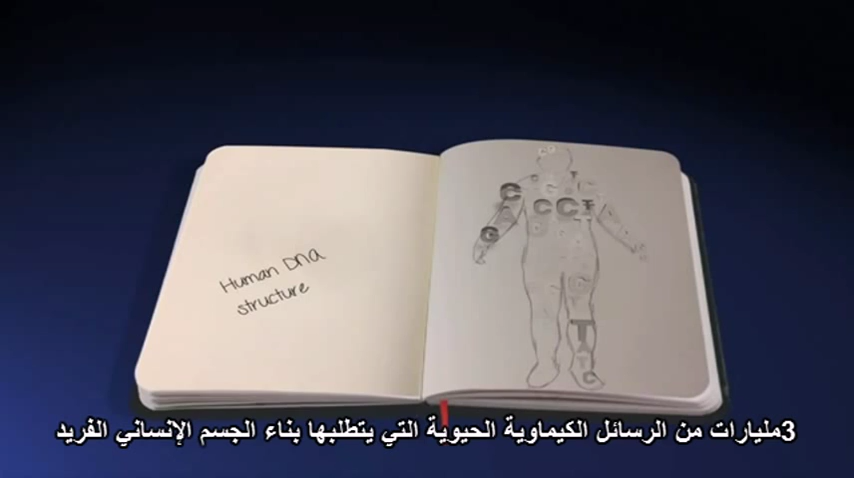 Human DNA
structure
C
A
G
C
C
C
T
T
A
T
C
3مليارات من الرسائل الكيماوية الحيوية التي يتطلبها بناء الجسم الإنساني الفريد